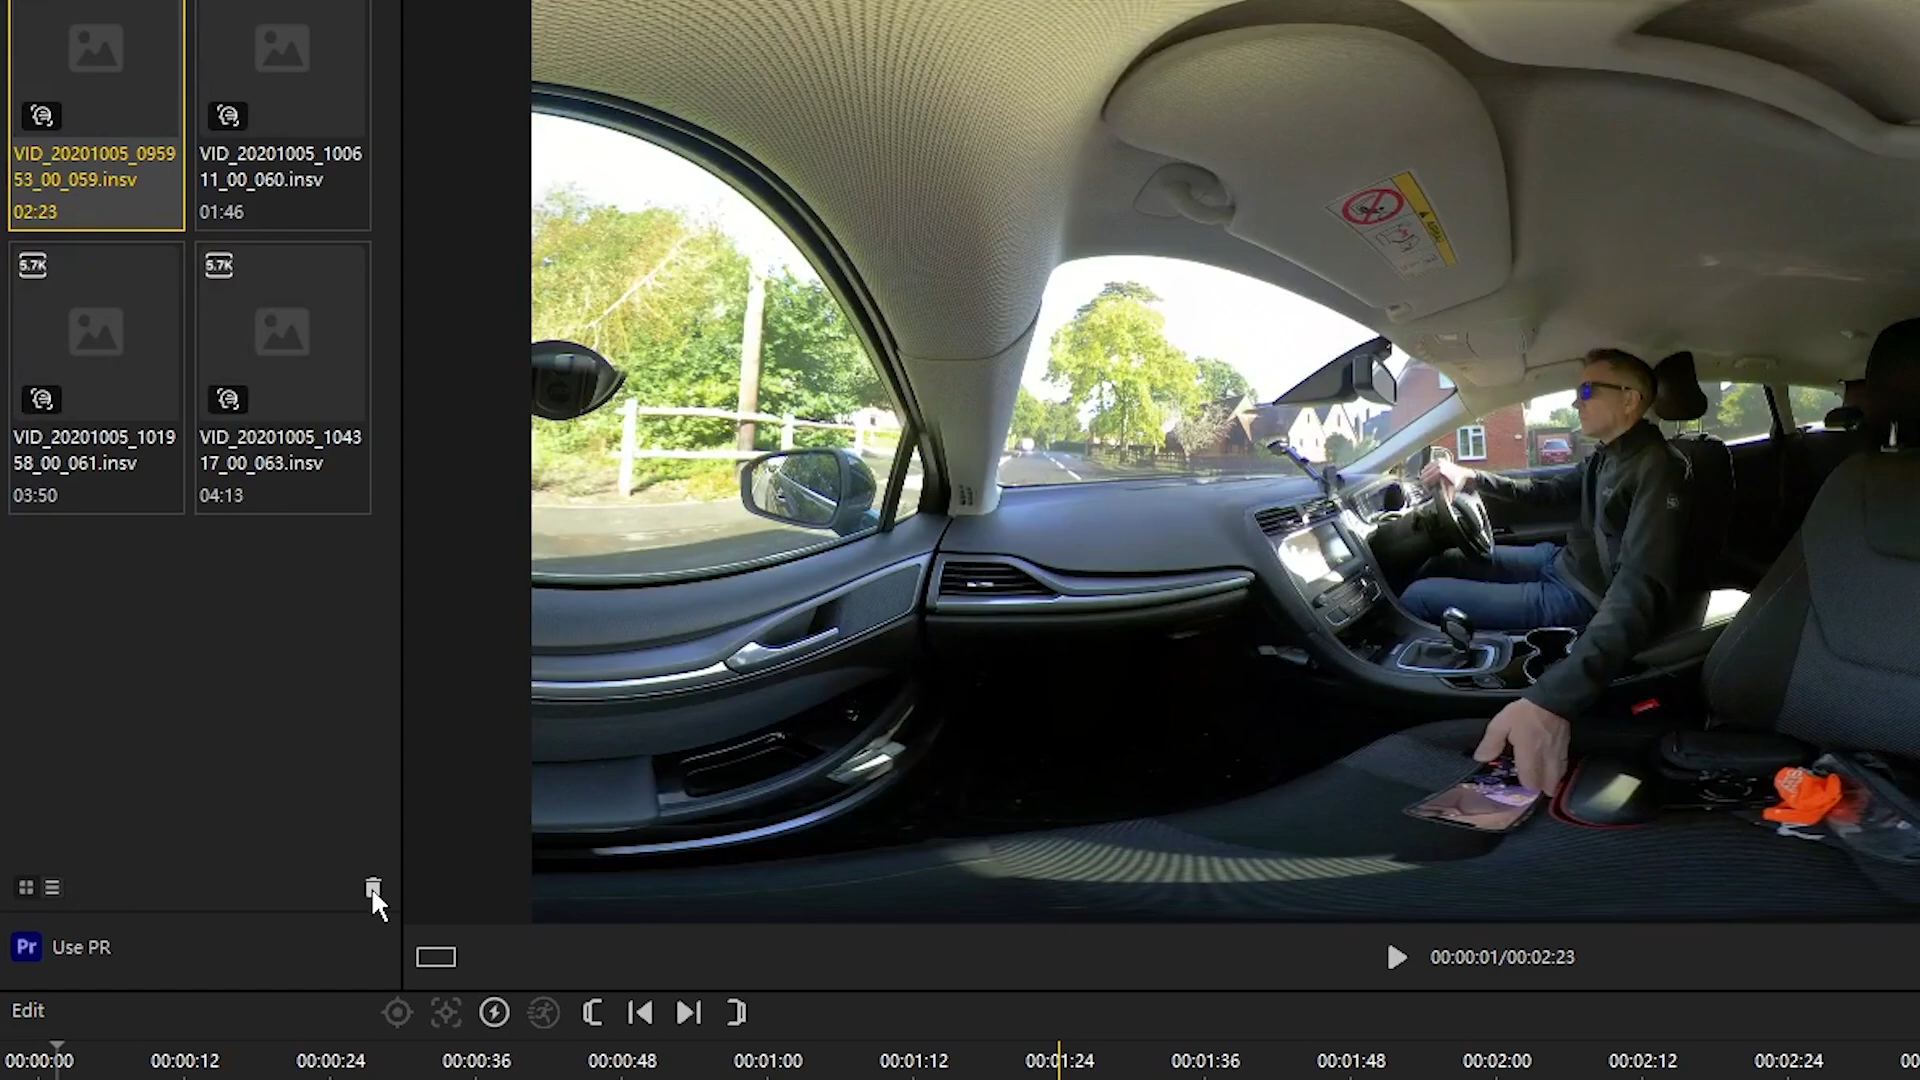 VID_20201005_0959
53_00_059.insv
02:23
VID_20201005_1006
11_00_060.insv
01:46
5.7K
5.7K
VID_20201005_1019
58_00_061.insv
03:50
VID_20201005_1043
17_00_063.insv
04:13
Pr Use PR
00:00:01/00:02:23
Edit
00:00:00 00:00:12 00:00:24 00:00:36 00:00:48 00:01:00 00:01:12 00:01:24 00:01:36 00:01:48 00:02:00 00:02:12 00:02:24